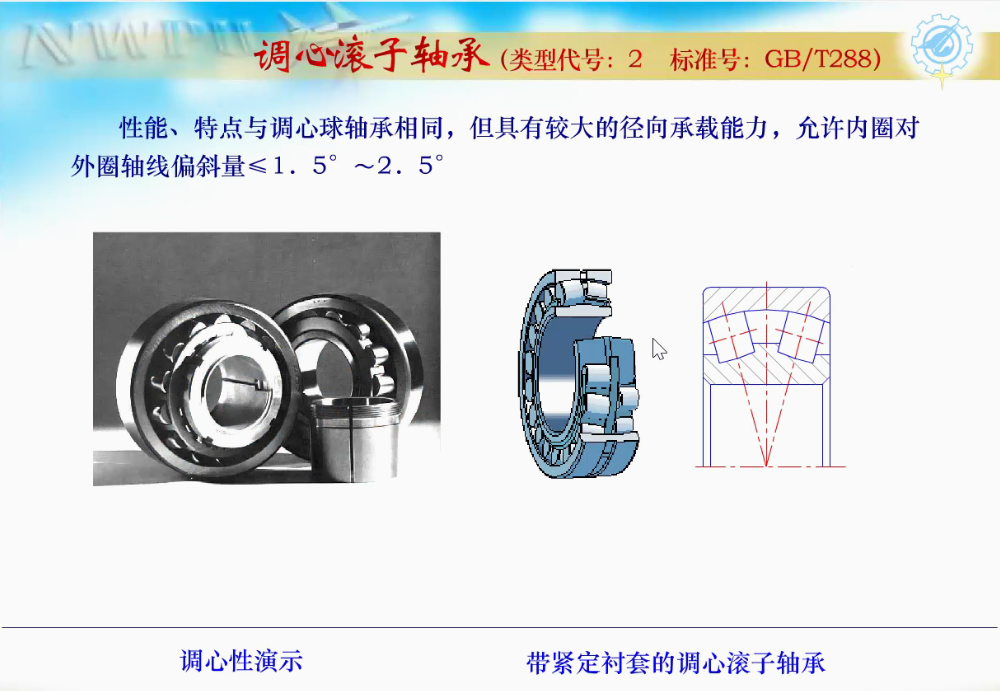 NWPU
调心滚子轴承 (类型代号: 2 标准号: GB/T288)
性能、特点与调心球轴承相同，但具有较大的径向承载能力，允许内圈对
外圈轴线偏斜量≤1．5°～2．5°
调心性演示
带紧定衬套的调心滚子轴承